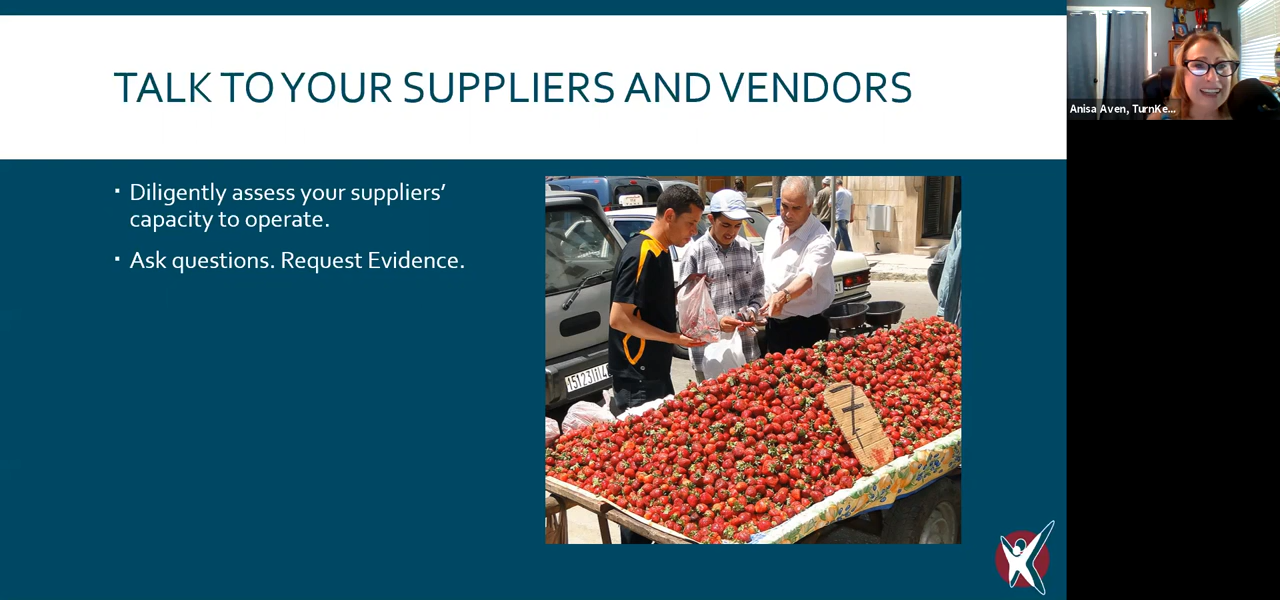 TALK TO YOUR SUPPLIERS AND VENDORS
▪ Diligently assess your suppliers’
capacity to operate.
▪ Ask questions. Request Evidence.
7
Anisa Aven, TurnKe...